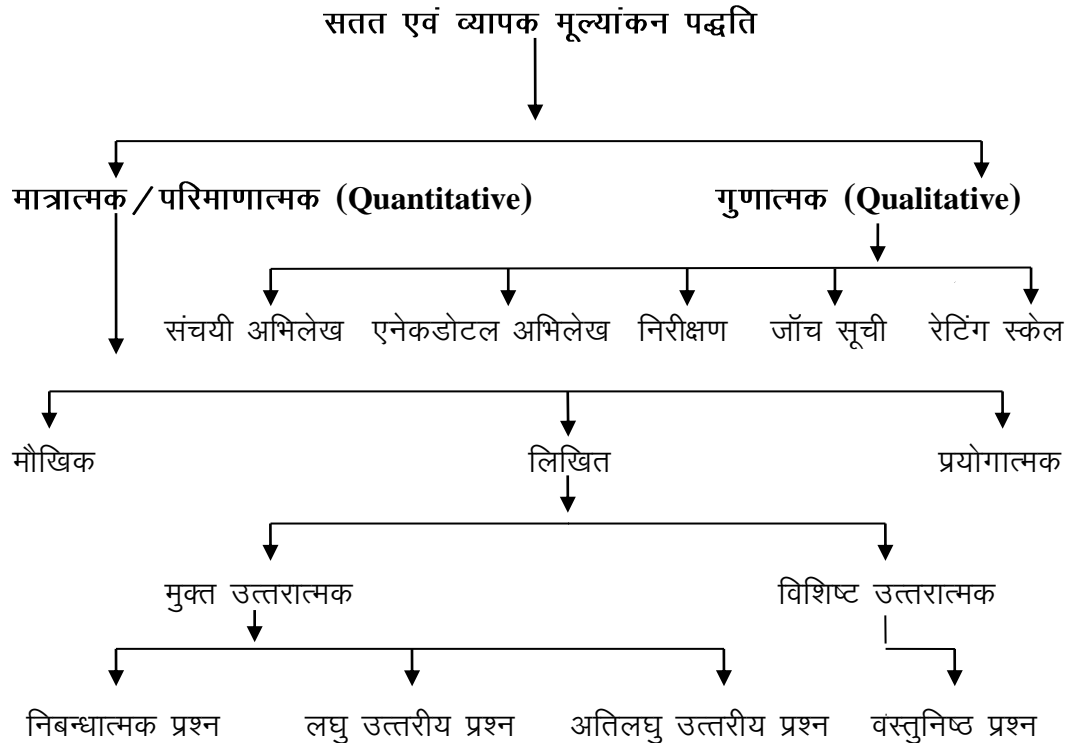 सतत एवं व्यापक मूल्यांकन पद्धति
मात्रात्मक / परिमाणात्मक (Quantitative) गुणात्मक (Qualitative)
संचयी अभिलेख एनेकडोटल अभिलेख निरीक्षण जॉच सूची रेटिंग स्केल
मौखिक लिखित प्रयोगात्मक
मुक्त उत्तरात्मक विशिष्ट उत्तरात्मक
निबन्धात्मक प्रश्न लघु उत्तरीय प्रश्न अतिलघु उत्तरीय प्रश्न वस्तुनिष्ठ प्रश्न